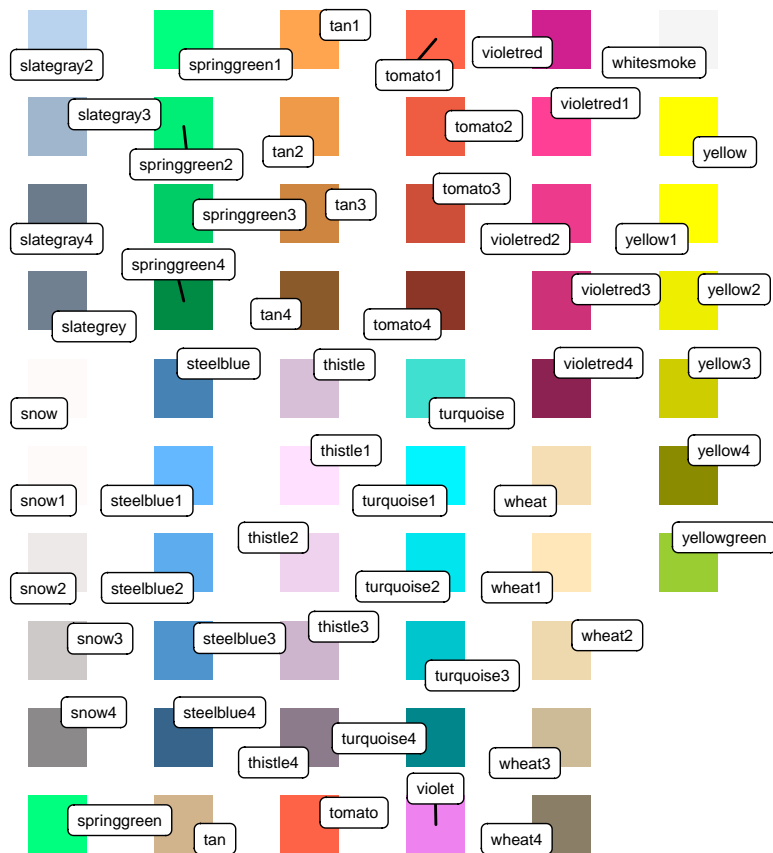 slategray2
springgreen1
tan1
tomato1
violetred
whitesmoke
slategray3
springgreen2
tan2
tomato2
violetred1
yellow
slategray4
springgreen3
tan3
tomato3
violetred2
yellow1
slategrey
springgreen4
tan4
tomato4
violetred3
yellow2
snow
steelblue
thistle
turquoise
violetred4
yellow3
snow1
steelblue1
thistle1
turquoise1
wheat
yellow4
snow2
steelblue2
thistle2
turquoise2
wheat1
yellowgreen
snow3
steelblue3
thistle3
turquoise3
wheat2
snow4
steelblue4
thistle4
turquoise4
wheat3
springgreen
tan
tomato
violet
wheat4